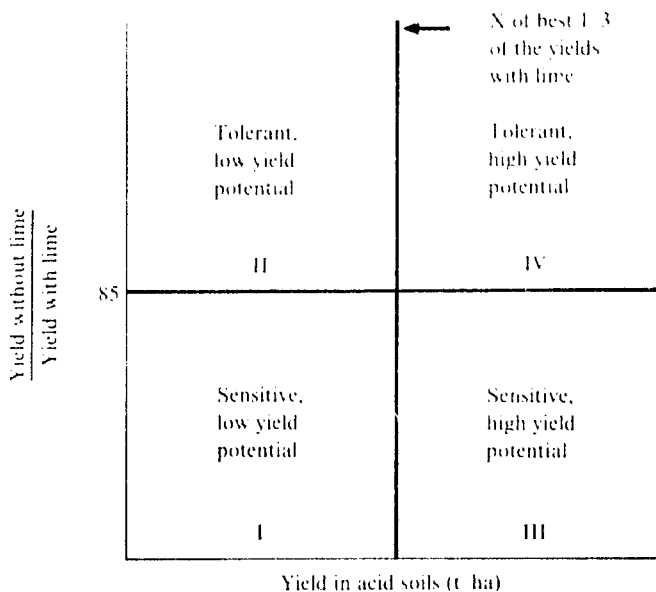 X of best 1 3
of the yields
with lime
Tolerant,
low yield
potential
II
Tolerant,
high yield
potential
IV
Yield without lime
Yield with lime
85
Sensitive,
low yield
potential
I
Sensitive,
high yield
potential
III
Yield in acid soils (t ha)